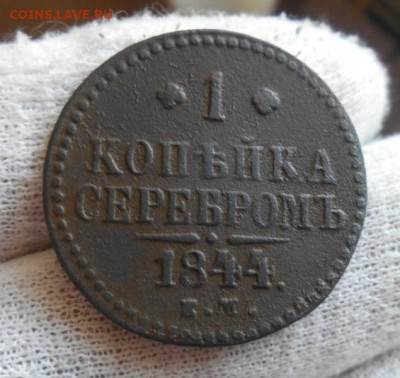 COINS.LAVE.RU
1
КОПѢЙКА
СЕРЕБРОМЪ
1844.
Е.М.